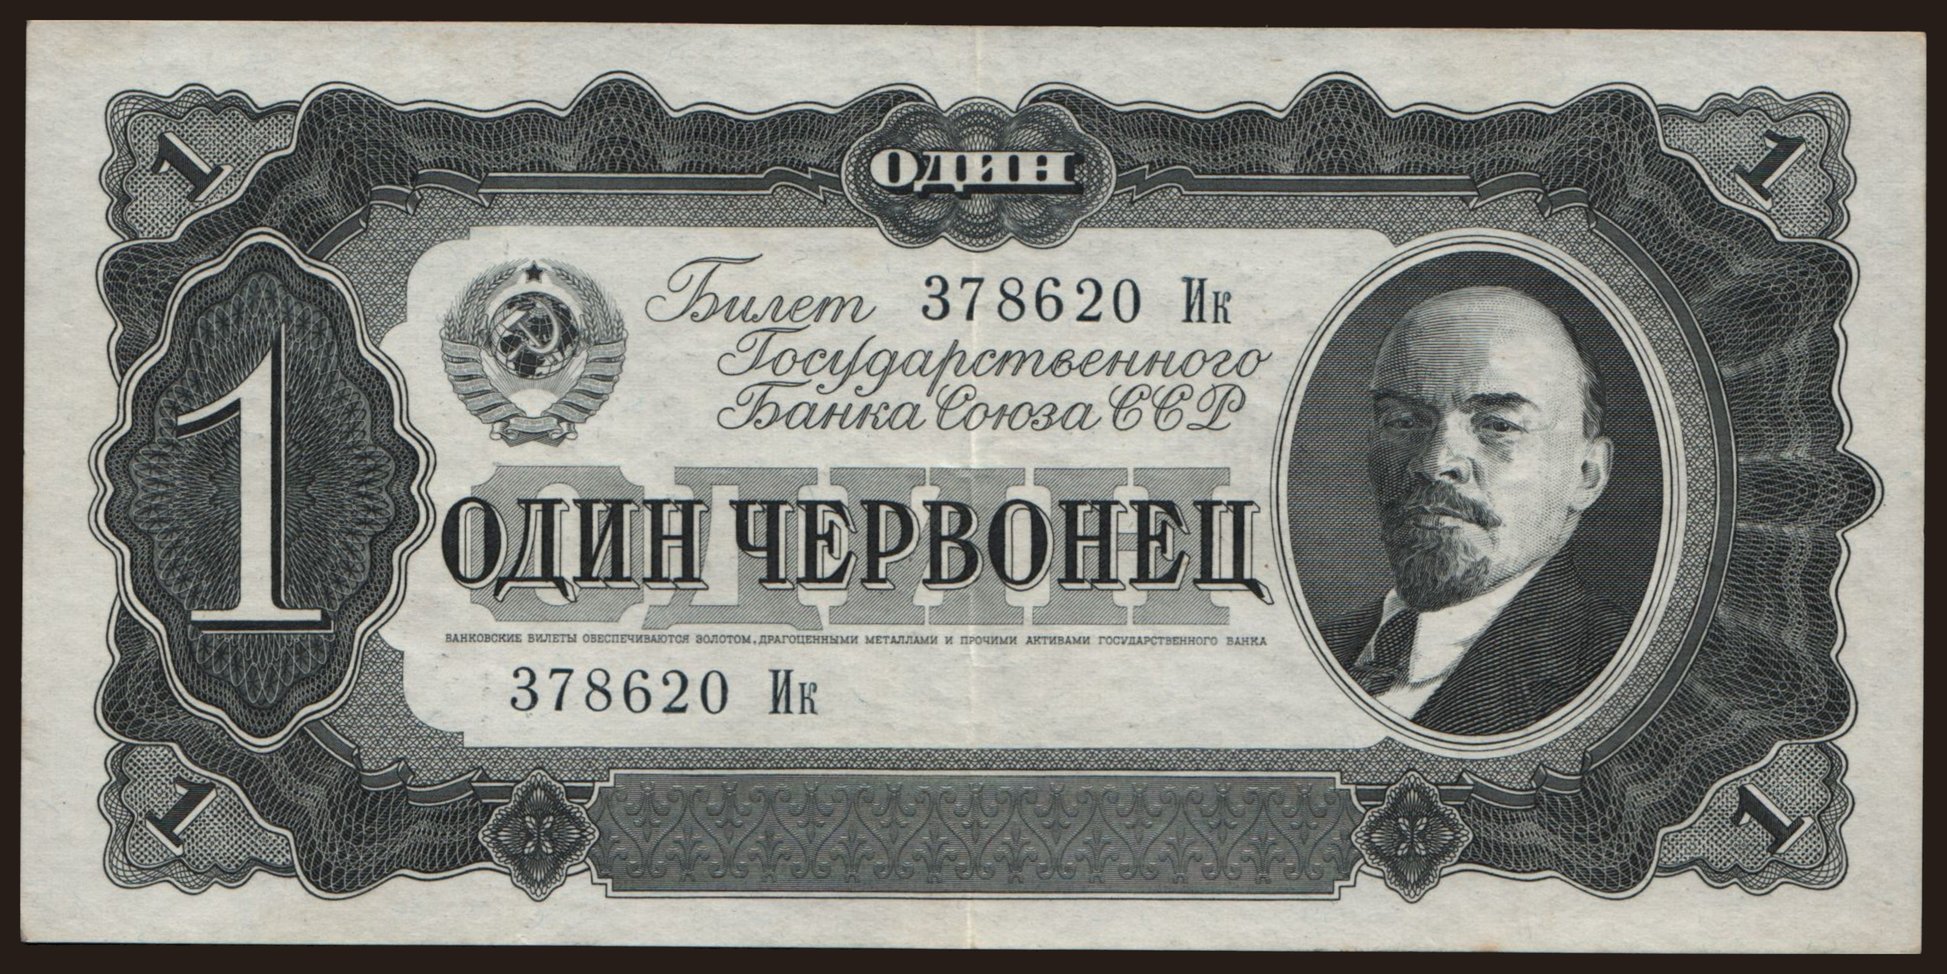 1
ОДИН
1
Билет 378620 Ик
Государственного
Банка Союза ССР
1
ОДИН
ОДИН ЧЕРВОНЕЦ
БАНКОВСКИЕ БИЛЕТЫ ОБЕСПЕЧИВАЮТСЯ ЗОЛОТОМ, ДРАГОЦЕННЫМИ МЕТАЛЛАМИ И ПРОЧИМИ АКТИВАМИ ГОСУДАРСТВЕННОГО БАНКА
378620 Ик
1
1